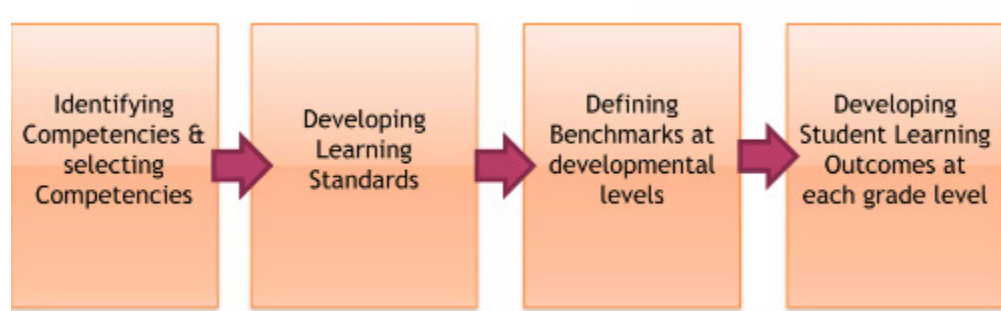 Identifying
Competencies &
selecting
Competencies
Developing
Learning
Standards
Defining
Benchmarks at
developmental
levels
Developing
Student Learning
Outcomes at
each grade level